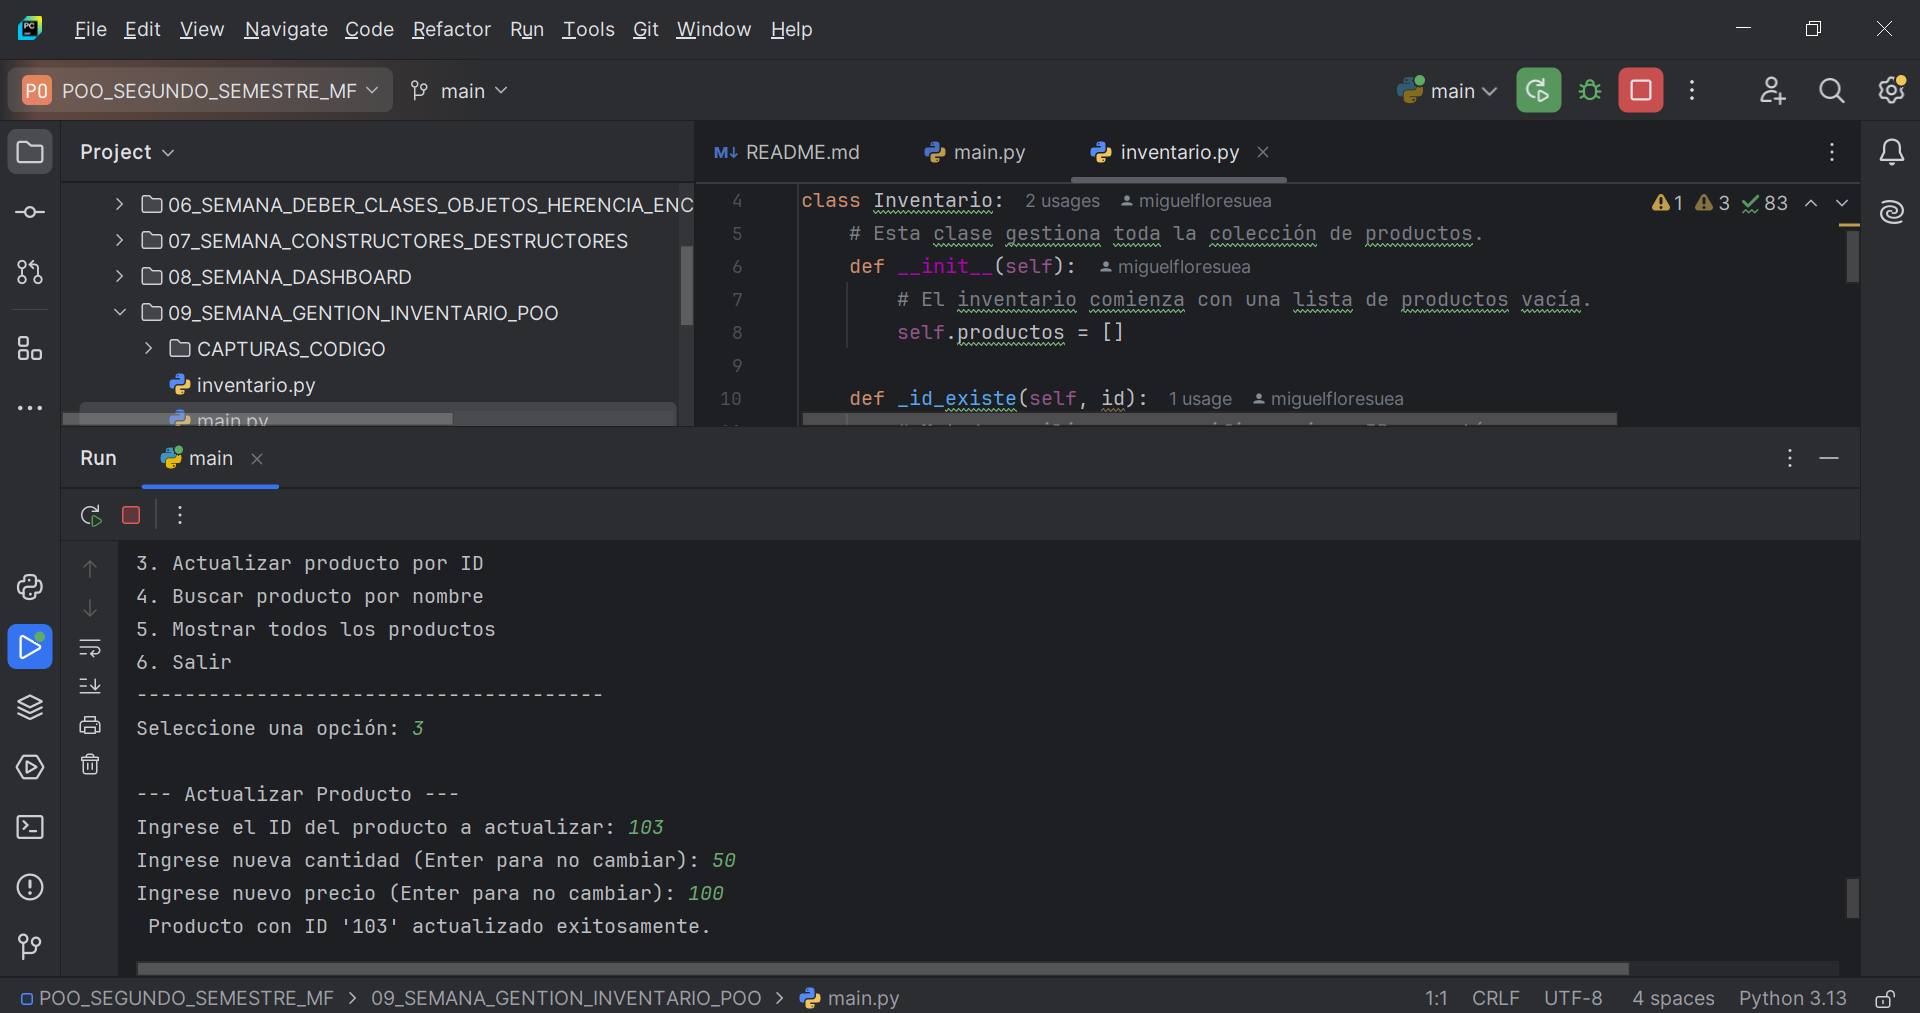 PC
File Edit View Navigate Code Refactor Run Tools Git Window Help
PO POO_SEGUNDO_SEMESTRE_MF main
main
Project
README.md main.py inventario.py
06_SEMANA_DEBER_CLASES_OBJETOS_HERENCIA_ENC
07_SEMANA_CONSTRUCTORES_DESTRUCTORES
08_SEMANA_DASHBOARD
09_SEMANA_GENTION_INVENTARIO_POO
CAPTURAS_CODIGO
inventario.py
main.py
4 class Inventario: 2 usages miguelfloresuea
1 3 83
5 # Esta clase gestiona toda la colección de productos.
6 def __init__(self): miguelfloresuea
7 # El inventario comienza con una lista de productos vacía.
8 self.productos = []
9
10 def _id_existe(self, id): 1 usage miguelfloresuea
Run main
3. Actualizar producto por ID
4. Buscar producto por nombre
5. Mostrar todos los productos
6. Salir
---------------------------------------
Seleccione una opción: 3
--- Actualizar Producto ---
Ingrese el ID del producto a actualizar: 103
Ingrese nueva cantidad (Enter para no cambiar): 50
Ingrese nuevo precio (Enter para no cambiar): 100
Producto con ID '103' actualizado exitosamente.
POO_SEGUNDO_SEMESTRE_MF > 09_SEMANA_GENTION_INVENTARIO_POO > main.py
1:1 CRLF UTF-8 4 spaces Python 3.13